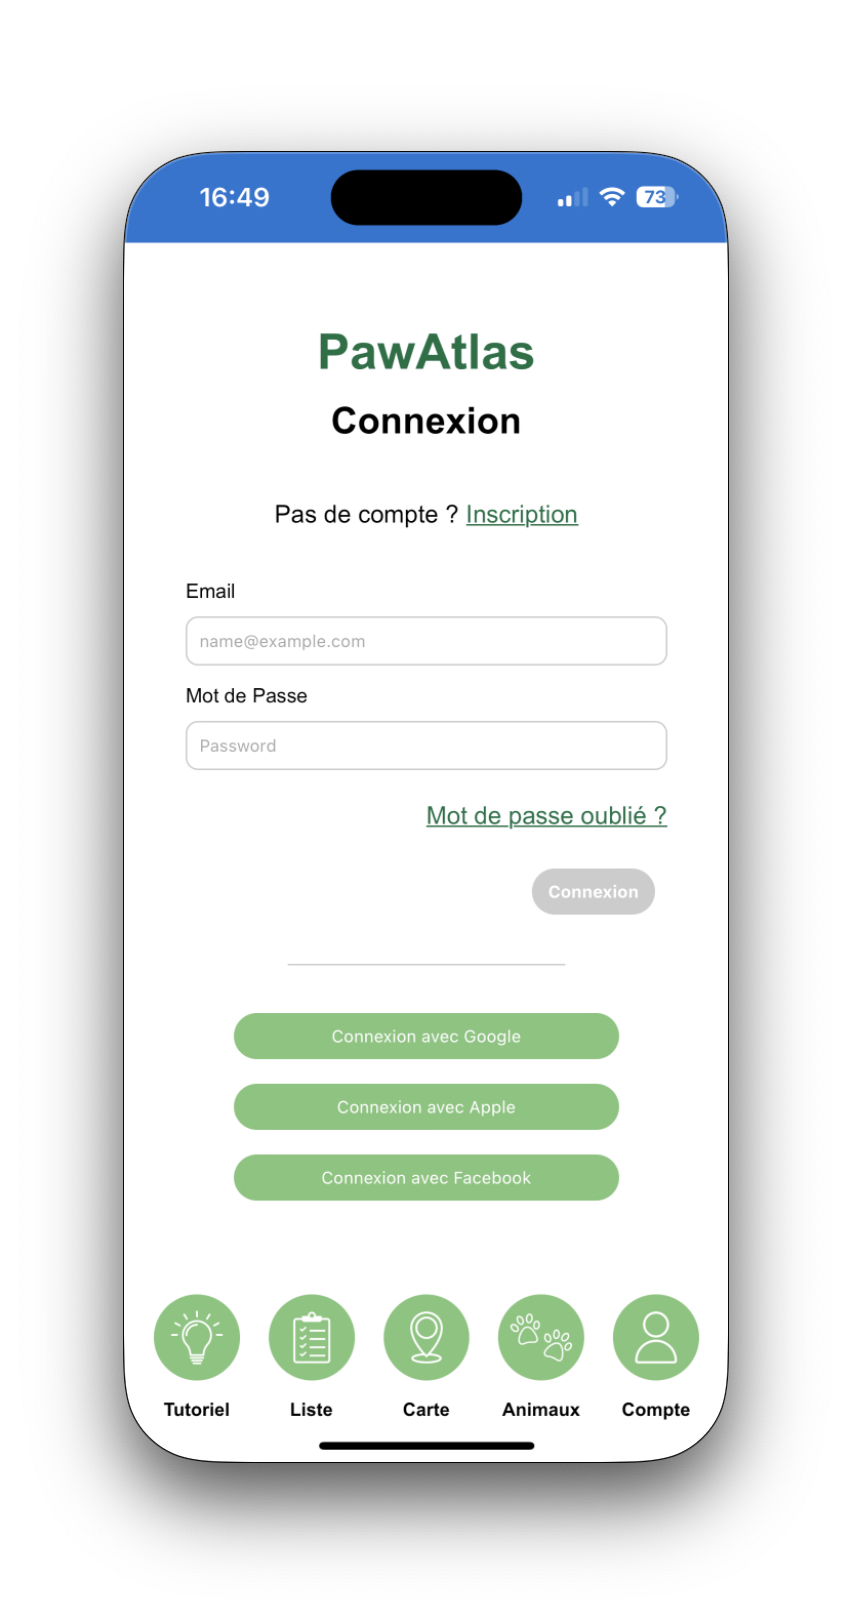 16:49
73
PawAtlas
Connexion
Pas de compte ? Inscription
Email
name@example.com
Mot de Passe
Password
Mot de passe oublié ?
Connexion
Connexion avec Google
Connexion avec Apple
Connexion avec Facebook
Tutoriel Liste Carte Animaux Compte